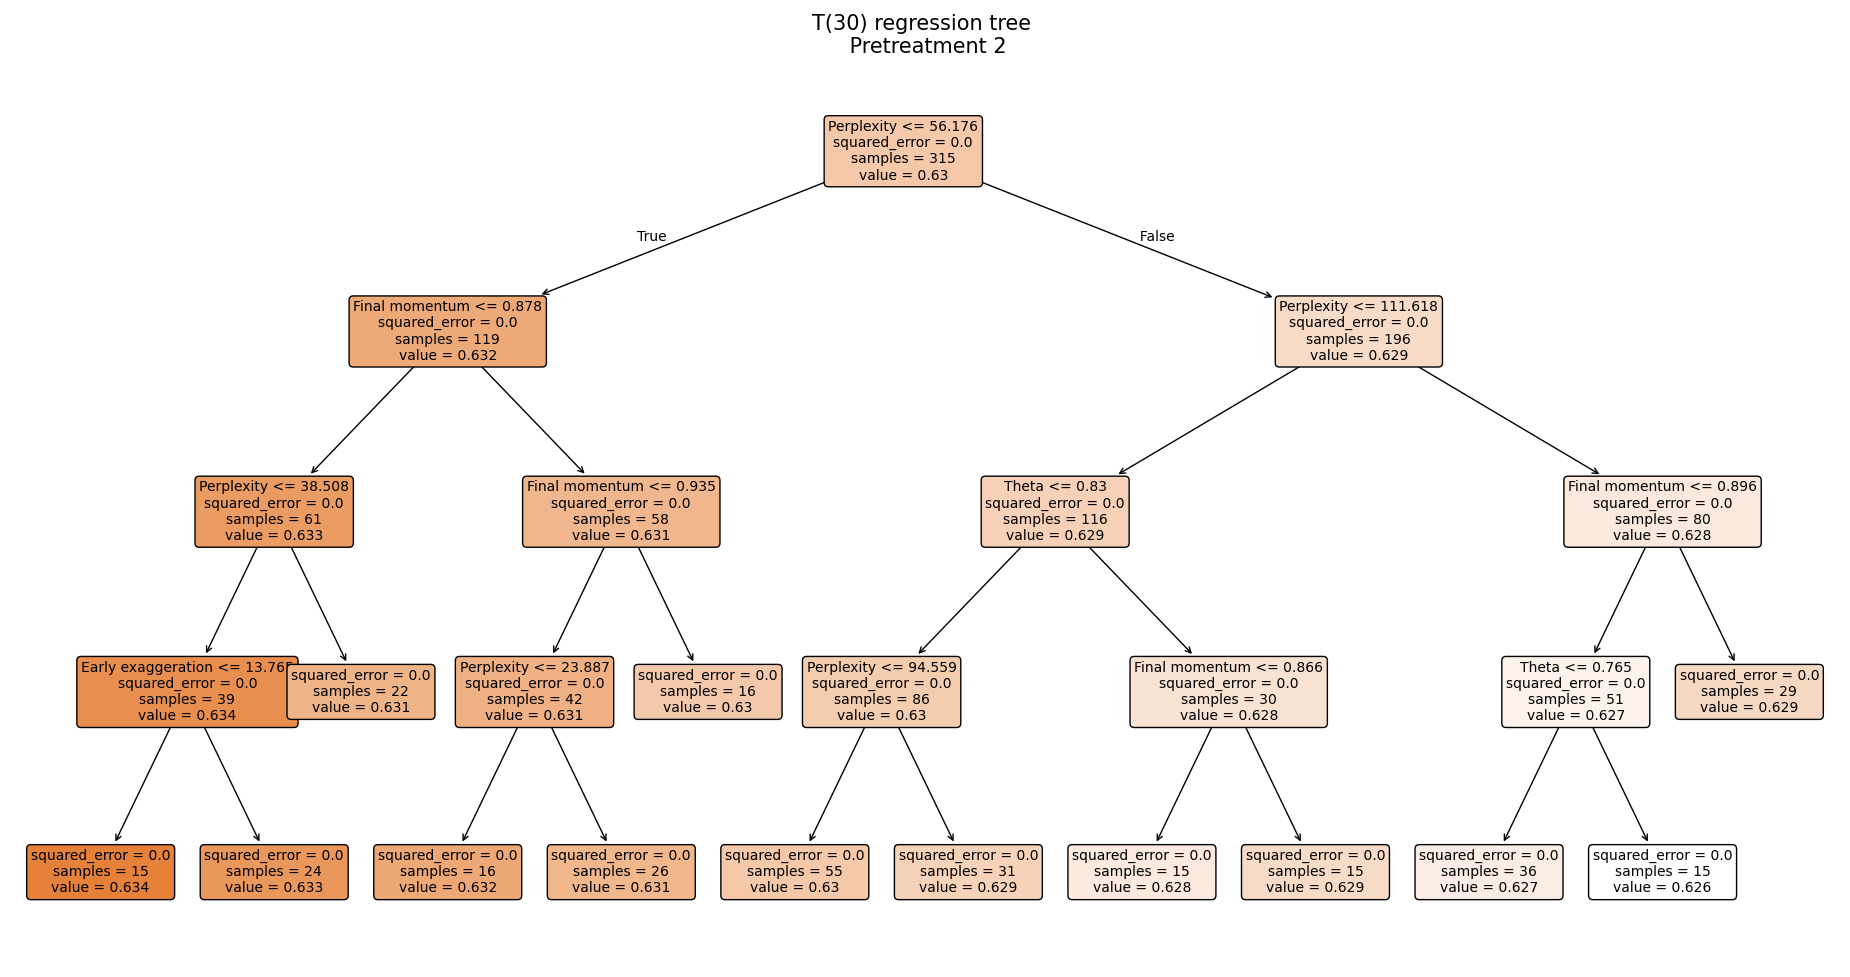 T(30) regression tree
Pretreatment 2
Perplexity <= 56.176
squared_error = 0.0
samples = 315
value = 0.63
True
False
Final momentum <= 0.878
squared_error = 0.0
samples = 119
value = 0.632
Perplexity <= 111.618
squared_error = 0.0
samples = 196
value = 0.629
Perplexity <= 38.508
squared_error = 0.0
samples = 61
value = 0.633
Final momentum <= 0.935
squared_error = 0.0
samples = 58
value = 0.631
Theta <= 0.83
squared_error = 0.0
samples = 116
value = 0.629
Final momentum <= 0.896
squared_error = 0.0
samples = 80
value = 0.628
Early exaggeration <= 13.765
squared_error = 0.0
samples = 39
value = 0.634
squared_error = 0.0
samples = 22
value = 0.631
Perplexity <= 23.887
squared_error = 0.0
samples = 42
value = 0.631
squared_error = 0.0
samples = 16
value = 0.63
Perplexity <= 94.559
squared_error = 0.0
samples = 86
value = 0.63
Final momentum <= 0.866
squared_error = 0.0
samples = 30
value = 0.628
Theta <= 0.765
squared_error = 0.0
samples = 51
value = 0.627
squared_error = 0.0
samples = 29
value = 0.629
squared_error = 0.0
samples = 15
value = 0.634
squared_error = 0.0
samples = 24
value = 0.633
squared_error = 0.0
samples = 16
value = 0.632
squared_error = 0.0
samples = 26
value = 0.631
squared_error = 0.0
samples = 55
value = 0.63
squared_error = 0.0
samples = 31
value = 0.629
squared_error = 0.0
samples = 15
value = 0.628
squared_error = 0.0
samples = 15
value = 0.629
squared_error = 0.0
samples = 36
value = 0.627
squared_error = 0.0
samples = 15
value = 0.626